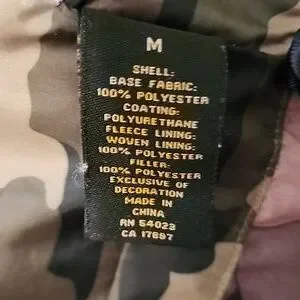 M
SHELL:
BASE FABRIC:
100% POLYESTER
COATING:
POLYURETHANE
FLEECE LINING:
WOVEN LINING:
100% POLYESTER
FILLER:
100% POLYESTER
EXCLUSIVE OF
DECORATION
MADE IN
CHINA
RN 54023
CA 17897